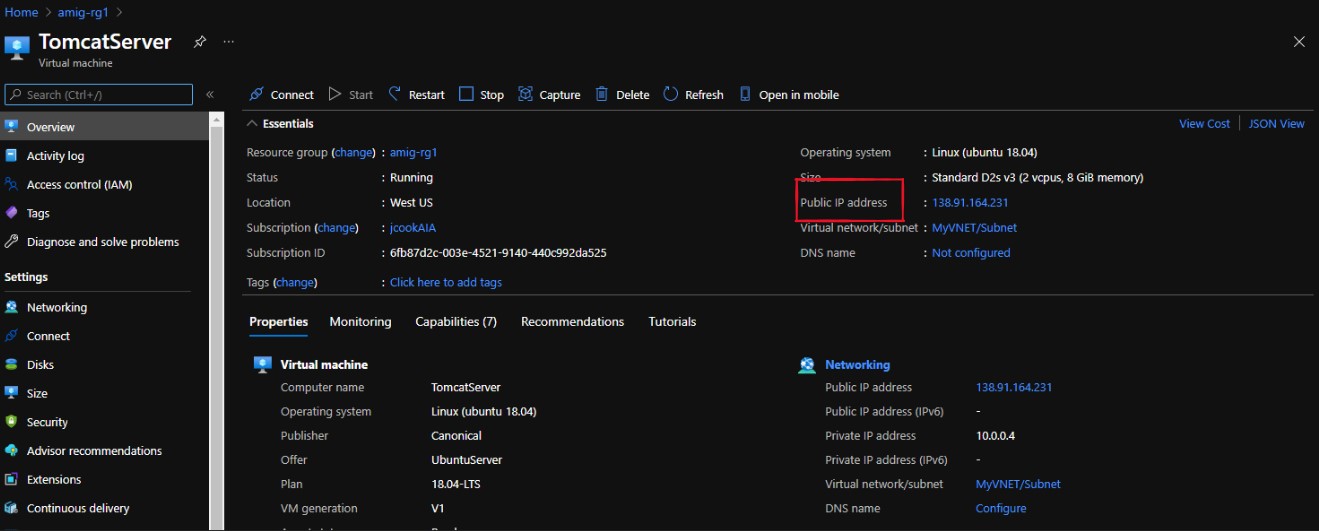 Home > amig-rg1 >
TomcatServer
Virtual machine
Search (Ctrl+/)
Overview
Activity log
Access control (IAM)
Tags
Diagnose and solve problems
Settings
Networking
Connect
Disks
Size
Security
Advisor recommendations
Extensions
Continuous delivery
Connect Start Restart Stop Capture Delete Refresh Open in mobile
Essentials
View Cost JSON View
Resource group (change) : amig-rg1
Status : Running
Location : West US
Subscription (change) : jcookAIA
Subscription ID : 6fb87d2c-003e-4521-9140-440c992da525
Tags (change) : Click here to add tags
Operating system : Linux (ubuntu 18.04)
Size : Standard D2s v3 (2 vcpus, 8 GiB memory)
Public IP address : 138.91.164.231
Virtual network/subnet : MyVNET/Subnet
DNS name : Not configured
Properties Monitoring Capabilities (7) Recommendations Tutorials
Virtual machine
Computer name TomcatServer
Operating system Linux (ubuntu 18.04)
Publisher Canonical
Offer UbuntuServer
Plan 18.04-LTS
VM generation V1
Networking
Public IP address 138.91.164.231
Public IP address (IPv6) -
Private IP address 10.0.0.4
Private IP address (IPv6) -
Virtual network/subnet MyVNET/Subnet
DNS name Configure